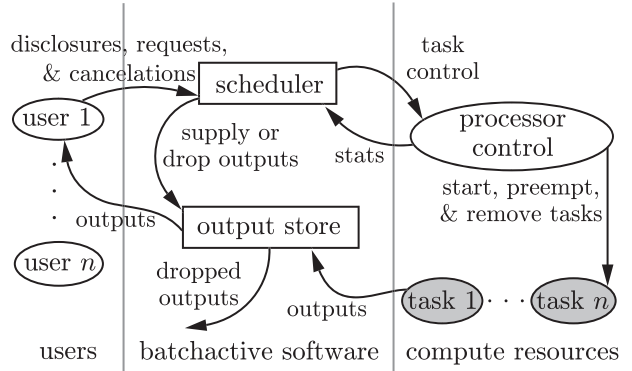 disclosures, requests,
& cancelations
task
control
scheduler
user 1
processor
control
supply or
drop outputs
stats
start, preempt,
& remove tasks
outputs
output store
user n
dropped
outputs
outputs
task 1 · · · task n
users
batchactive software
compute resources